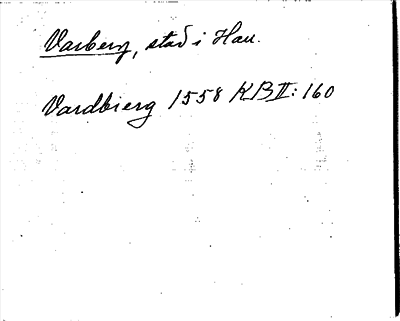 Varberg, stad i Hall.
Vardbierg 1558 KB II: 160